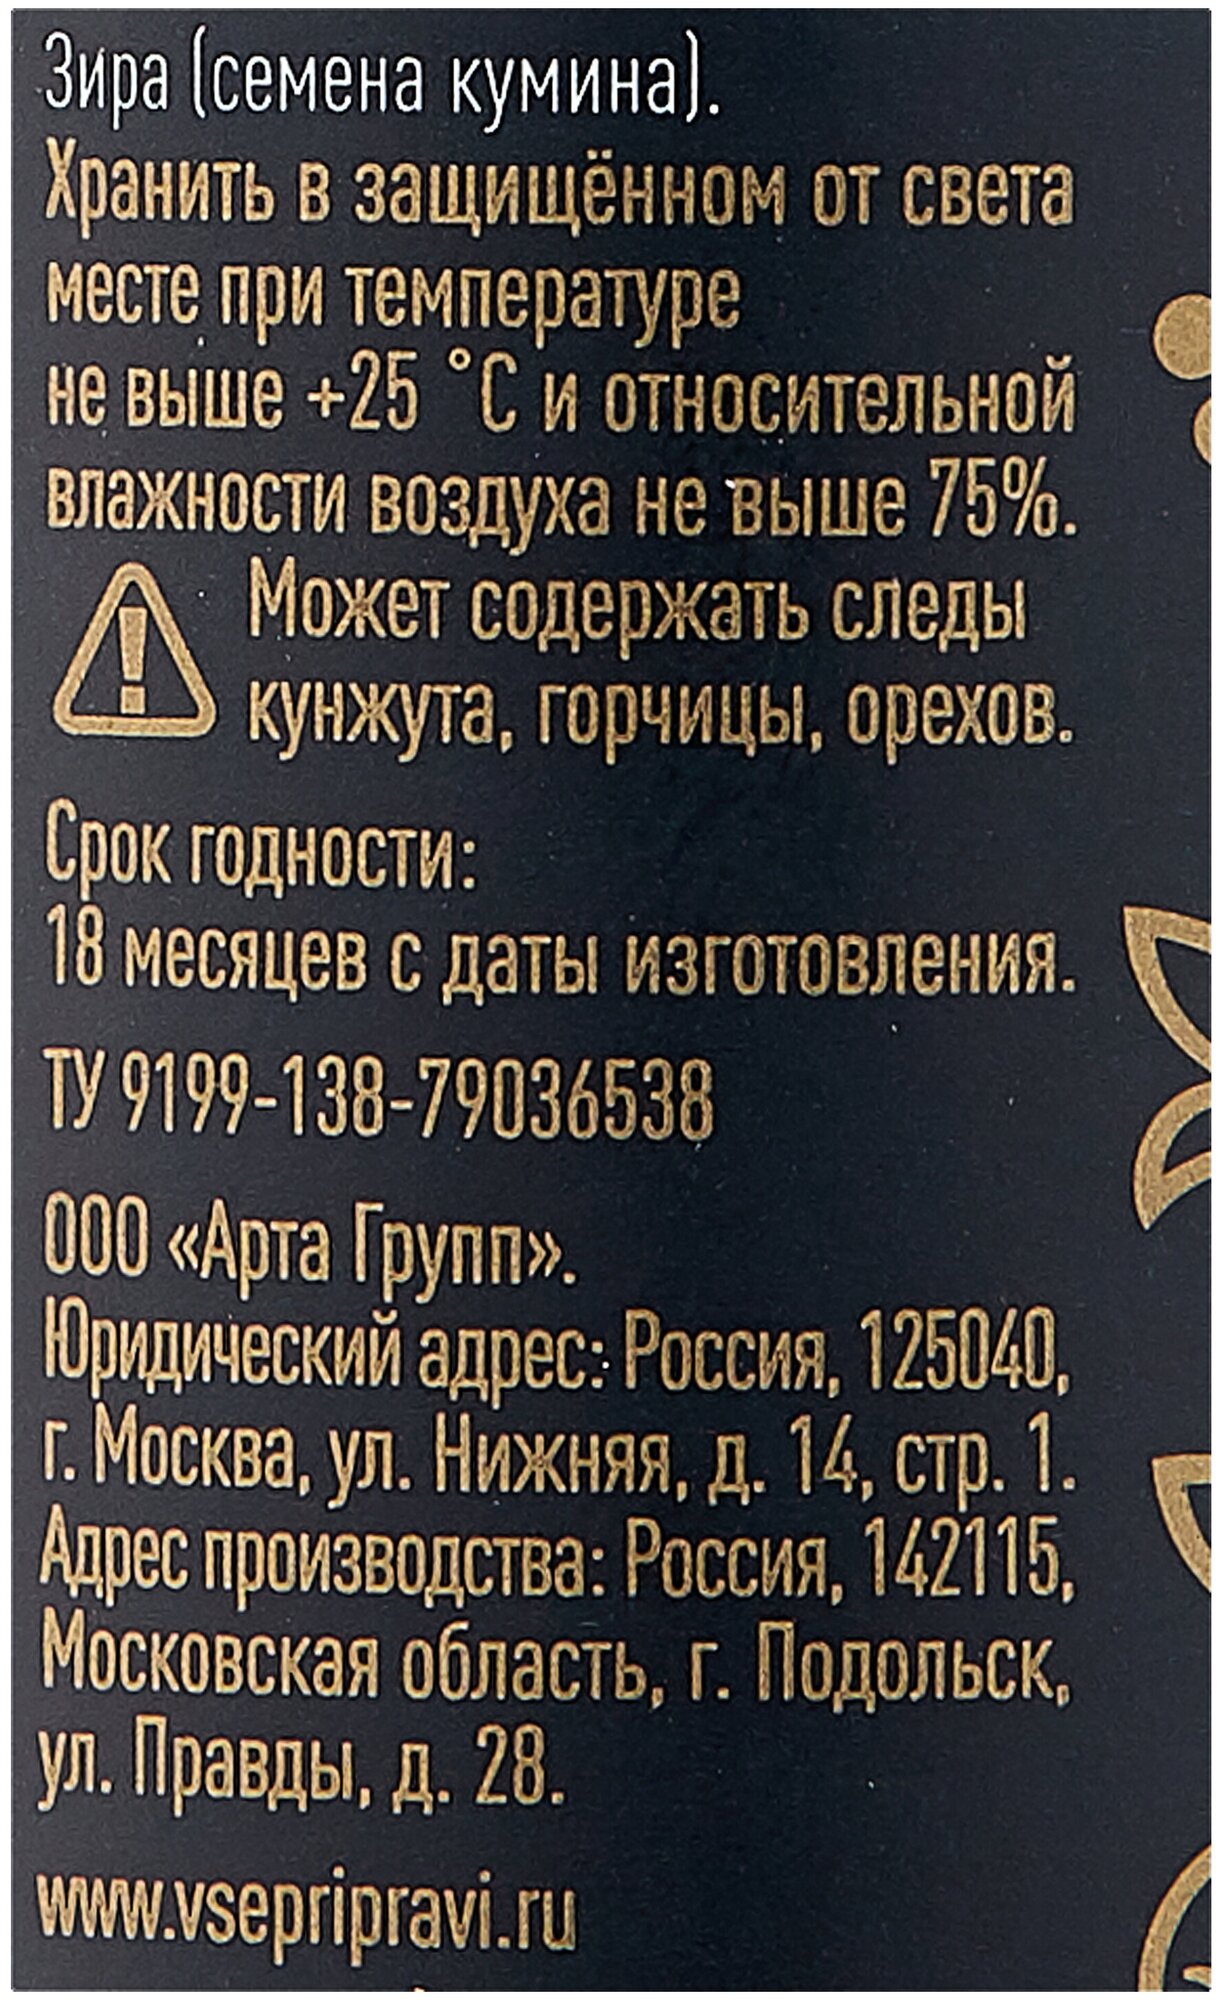 Зира (семена кумина).
Хранить в защищённом от света
месте при температуре
не выше +25 °С и относительной
влажности воздуха не выше 75%.
Может содержать следы
кунжута, горчицы, орехов.
Срок годности:
18 месяцев с даты изготовления.
ТУ 9199-138-79036538
ООО «Арта Групп».
Юридический адрес: Россия, 125040,
г. Москва, ул. Нижняя, д. 14, стр. 1.
Адрес производства: Россия, 142115,
Московская область, г. Подольск,
ул. Правды, д. 28.
www.vsepripravi.ru